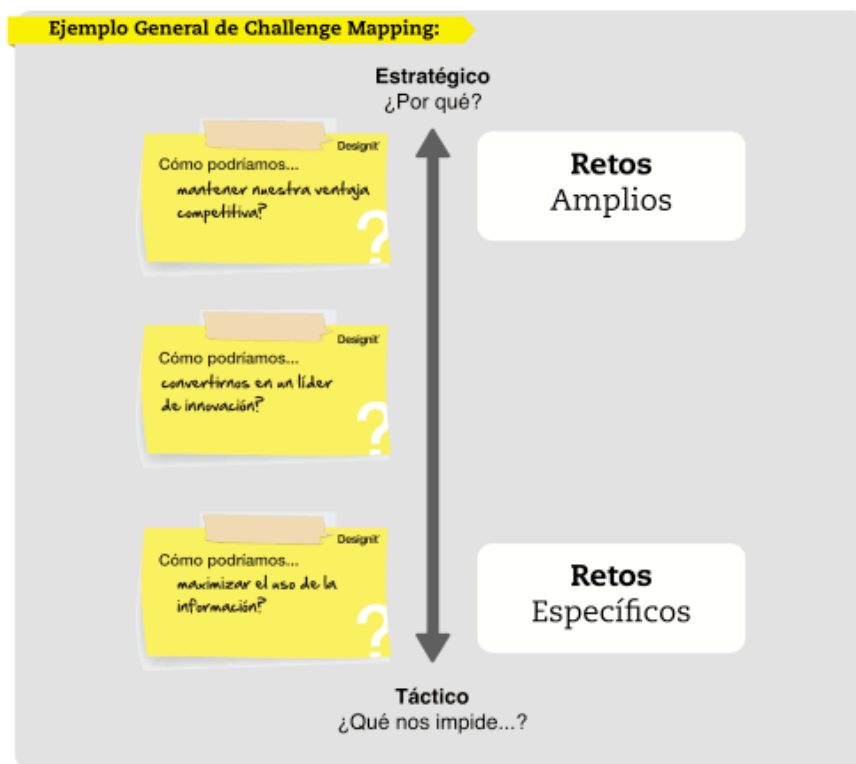 Ejemplo General de Challenge Mapping:
Estratégico
¿Por qué?
Designit
Cómo podríamos...
mantener nuestra ventaja
competitiva?
?
Retos
Amplios
Designit
Cómo podríamos...
convertirnos en un líder
de innovación?
?
Designit
Cómo podríamos...
maximizar el uso de la
información?
?
Retos
Específicos
Táctico
¿Qué nos impide...?